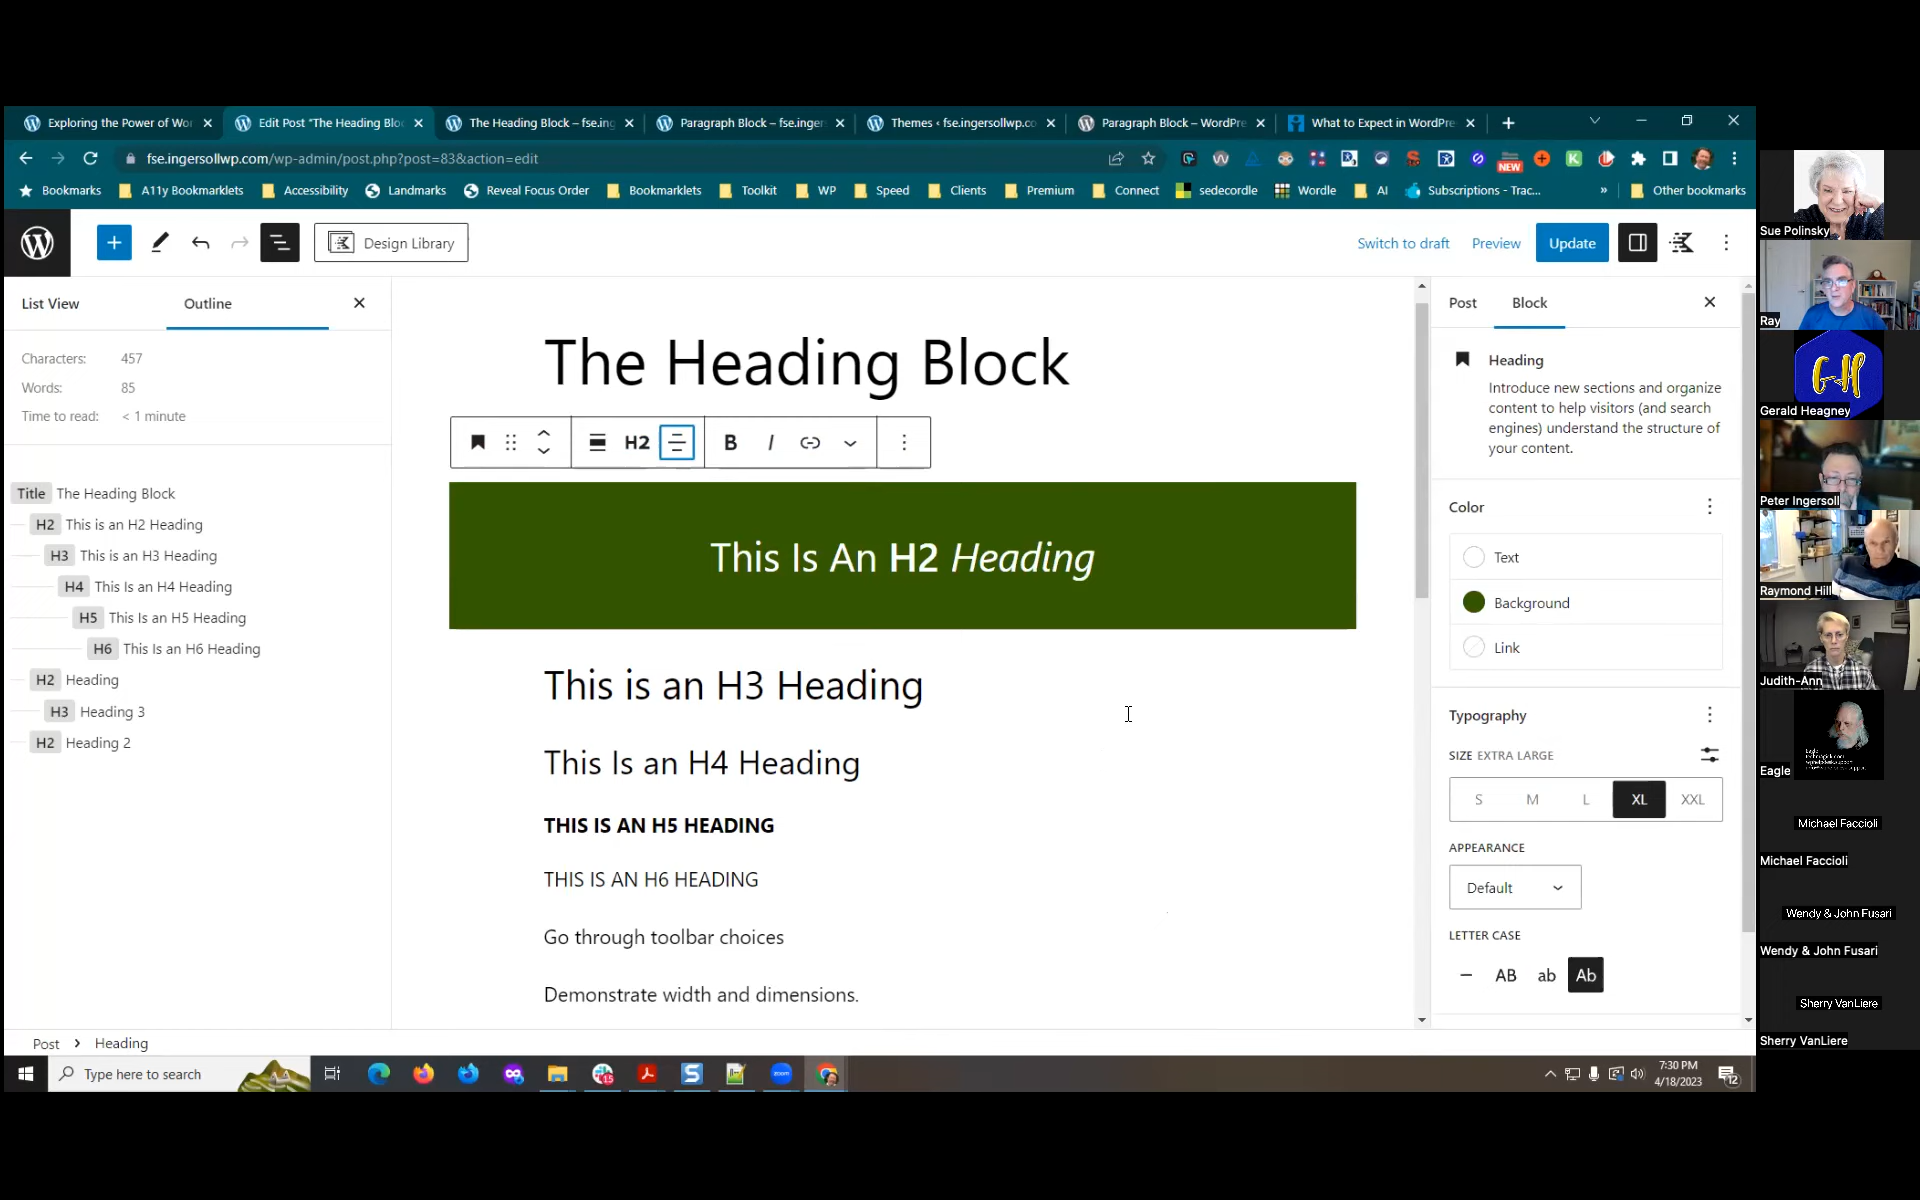 Exploring the Power of Wor
Edit Post "The Heading Bloc
The Heading Block – fse.ing
Paragraph Block – fse.inger
Themes ‹ fse.ingersollwp.co
Paragraph Block – WordPre
What to Expect in WordPre
fse.ingersollwp.com/wp-admin/post.php?post=83&action=edit
NEW
Bookmarks
A11y Bookmarklets
Accessibility
Landmarks
Reveal Focus Order
Bookmarklets
Toolkit
WP
Speed
Clients
Premium
Connect
sedecordle
Wordle
AI
Subscriptions - Trac...
»
Other bookmarks
Design Library
Switch to draft
Preview
Update
List View
Outline
Characters: 457
Words: 85
Time to read: < 1 minute
Title The Heading Block
H2 This is an H2 Heading
H3 This is an H3 Heading
H4 This Is an H4 Heading
H5 This Is an H5 Heading
H6 This Is an H6 Heading
H2 Heading
H3 Heading 3
H2 Heading 2
The Heading Block
H2
B
I
This Is An H2 Heading
This is an H3 Heading
This Is an H4 Heading
THIS IS AN H5 HEADING
THIS IS AN H6 HEADING
Go through toolbar choices
Demonstrate width and dimensions.
Post
Block
Heading
Introduce new sections and organize
content to help visitors (and search
engines) understand the structure of
your content.
Color
Text
Background
Link
Typography
SIZE EXTRA LARGE
S M L XL XXL
APPEARANCE
Default
LETTER CASE
– AB ab Ab
Post > Heading
Type here to search
15
zoom
7:30 PM
4/18/2023
12
Sue Polinsky
Ray
GH
Gerald Heagney
Peter Ingersoll
Raymond Hill
Judith-Ann
Eagle
Michael Faccioli
Michael Faccioli
Wendy & John Fusari
Wendy & John Fusari
Sherry VanLiere
Sherry VanLiere